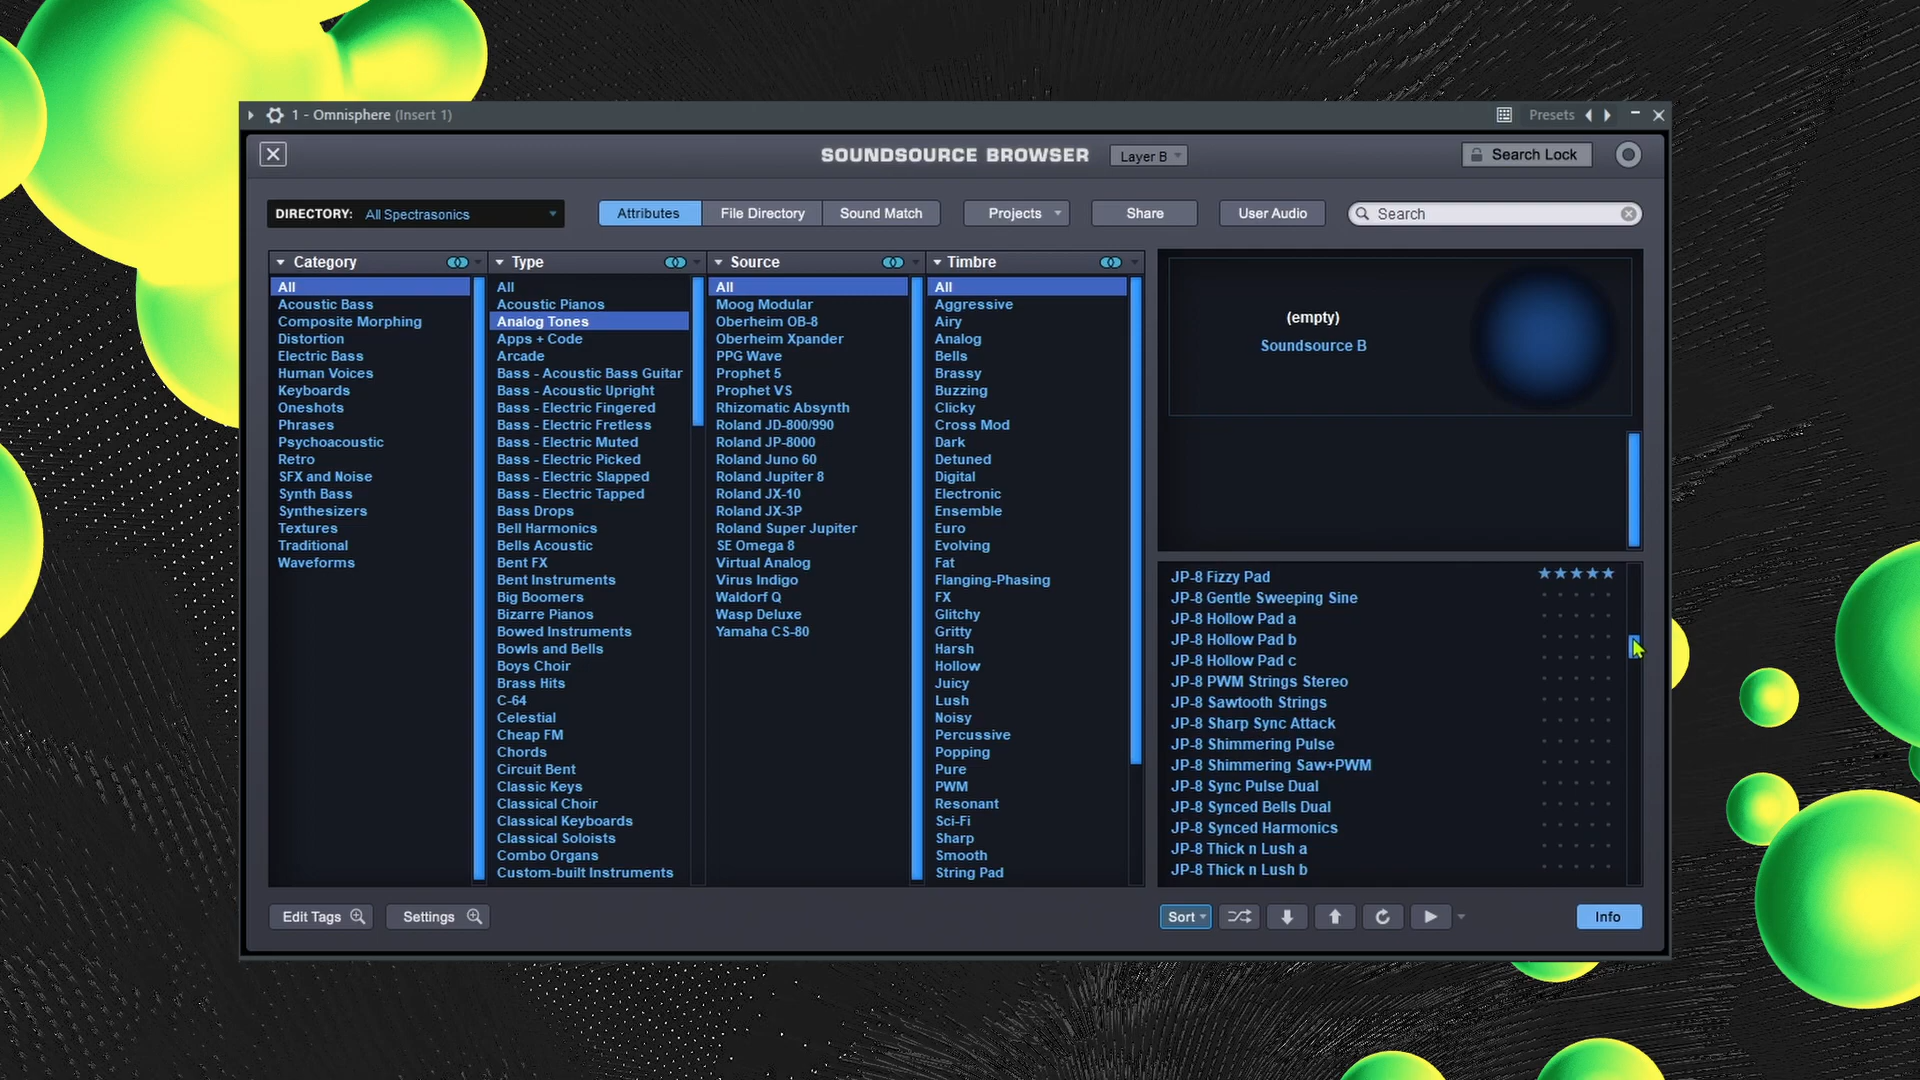 1 - Omnisphere (Insert 1)
Presets
SOUNDSOURCE BROWSER
Layer B
Search Lock
DIRECTORY: All Spectrasonics
Attributes
File Directory
Sound Match
Projects
Share
User Audio
Search
Category
All
Acoustic Bass
Composite Morphing
Distortion
Electric Bass
Human Voices
Keyboards
Oneshots
Phrases
Psychoacoustic
Retro
SFX and Noise
Synth Bass
Synthesizers
Textures
Traditional
Waveforms
Type
All
Acoustic Pianos
Analog Tones
Apps + Code
Arcade
Bass - Acoustic Bass Guitar
Bass - Acoustic Upright
Bass - Electric Fingered
Bass - Electric Fretless
Bass - Electric Muted
Bass - Electric Picked
Bass - Electric Slapped
Bass - Electric Tapped
Bass Drops
Bell Harmonics
Bells Acoustic
Bent FX
Bent Instruments
Big Boomers
Bizarre Pianos
Bowed Instruments
Bowls and Bells
Boys Choir
Brass Hits
C-64
Celestial
Cheap FM
Chords
Circuit Bent
Classic Keys
Classical Choir
Classical Keyboards
Classical Soloists
Combo Organs
Custom-built Instruments
Source
All
Moog Modular
Oberheim OB-8
Oberheim Xpander
PPG Wave
Prophet 5
Prophet VS
Rhizomatic Absynth
Roland JD-800/990
Roland JP-8000
Roland Juno 60
Roland Jupiter 8
Roland JX-10
Roland JX-3P
Roland Super Jupiter
SE Omega 8
Virtual Analog
Virus Indigo
Waldorf Q
Wasp Deluxe
Yamaha CS-80
Timbre
All
Aggressive
Airy
Analog
Bells
Brassy
Buzzing
Clicky
Cross Mod
Dark
Detuned
Digital
Electronic
Ensemble
Euro
Evolving
Fat
Flanging-Phasing
FX
Glitchy
Gritty
Harsh
Hollow
Juicy
Lush
Noisy
Percussive
Popping
Pure
PWM
Resonant
Sci-Fi
Sharp
Smooth
String Pad
(empty)
Soundsource B
JP-8 Fizzy Pad
JP-8 Gentle Sweeping Sine
JP-8 Hollow Pad a
JP-8 Hollow Pad b
JP-8 Hollow Pad c
JP-8 PWM Strings Stereo
JP-8 Sawtooth Strings
JP-8 Sharp Sync Attack
JP-8 Shimmering Pulse
JP-8 Shimmering Saw+PWM
JP-8 Sync Pulse Dual
JP-8 Synced Bells Dual
JP-8 Synced Harmonics
JP-8 Thick n Lush a
JP-8 Thick n Lush b
Edit Tags
Settings
Sort
Info